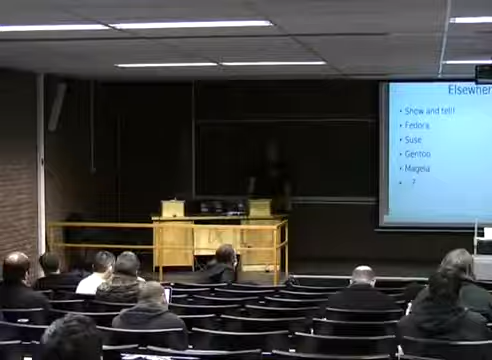 Elsewher
• Show and tell!
• Fedora
• Suse
• Gentoo
• Mageia
• ?